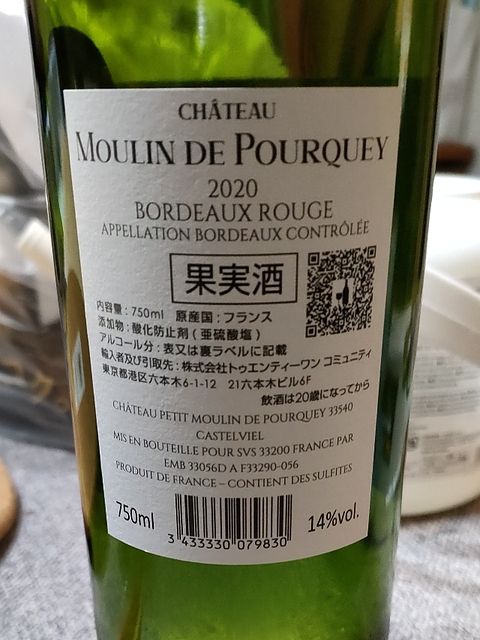 CHÂTEAU
MOULIN DE POURQUEY
2020
BORDEAUX ROUGE
APPELLATION BORDEAUX CONTRÔLÉE
果実酒
内容量：750ml 原産国：フランス
添加物：酸化防止剤（亜硫酸塩）
アルコール分：表又は裏ラベルに記載
輸入者及び引取先：株式会社トゥエンティーワン コミュニティ
東京都港区六本木6-1-12 21六本木ビル6F
飲酒は20歳になってから
CHÂTEAU PETIT MOULIN DE POURQUEY 33540
CASTELVIEL
MIS EN BOUTEILLE POUR SVS 33200 FRANCE PAR
EMB 33056D A F33290-056
PRODUIT DE FRANCE – CONTIENT DES SULFITES
750ml
14%vol.
3 433330 079830